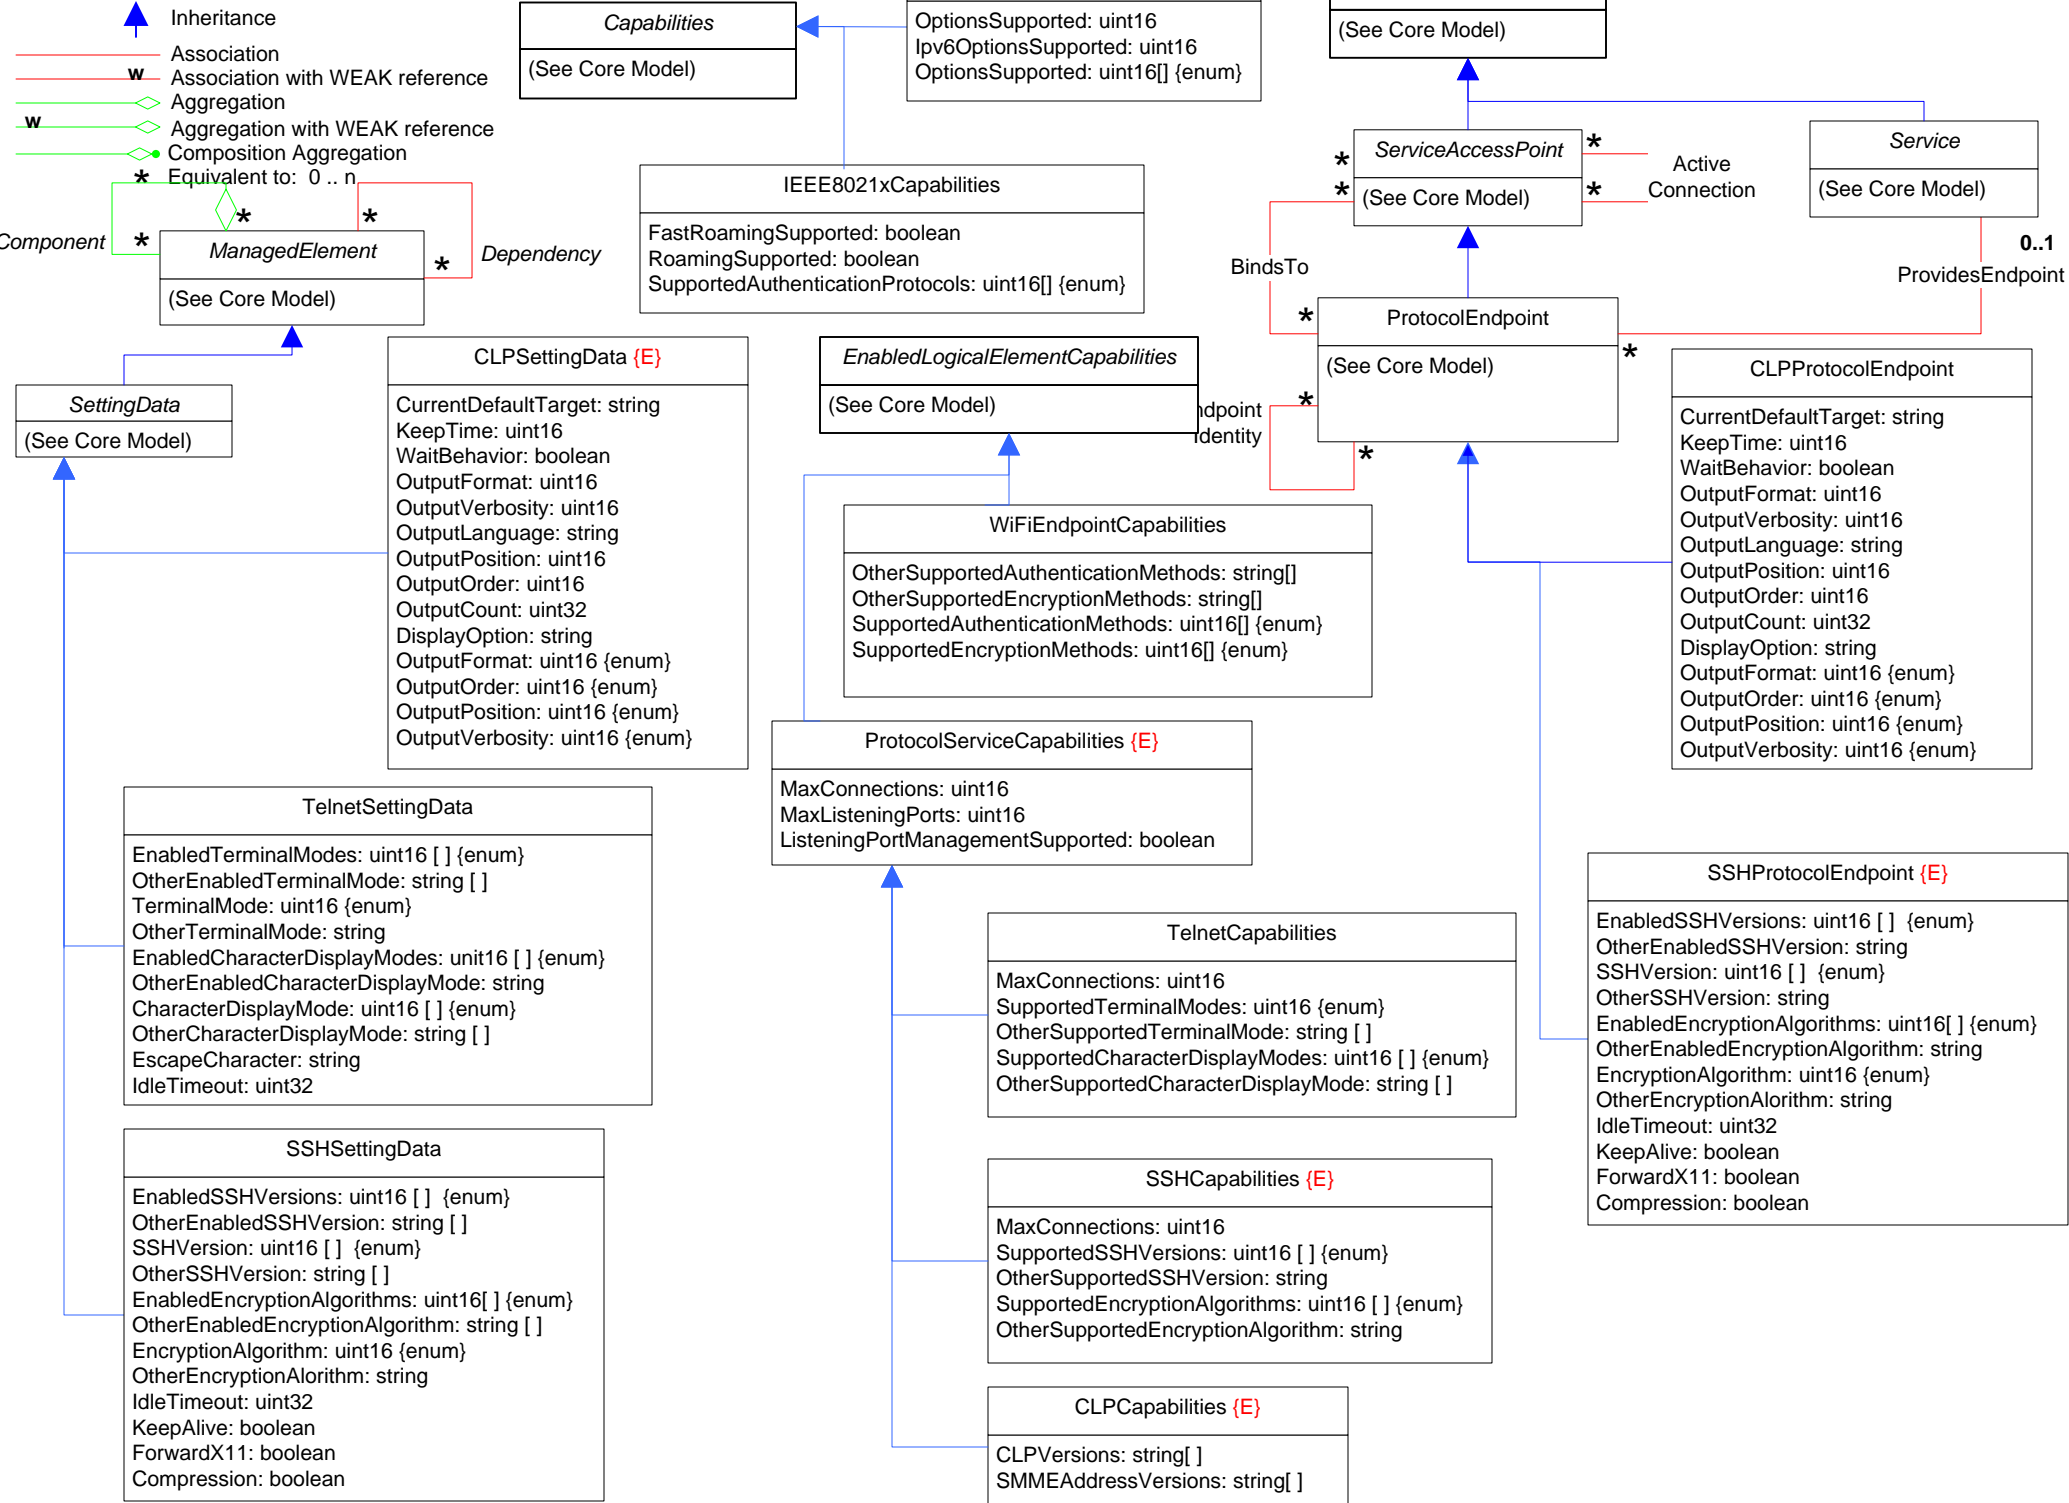 Inheritance
Association
w
Association with WEAK reference
Aggregation
w
Aggregation with WEAK reference
Composition Aggregation
* Equivalent to: 0 .. n
Component
*
*
ManagedElement
(See Core Model)
*
*
Dependency
SettingData
(See Core Model)
CLPSettingData {E}
CurrentDefaultTarget: string
KeepTime: uint16
WaitBehavior: boolean
OutputFormat: uint16
OutputVerbosity: uint16
OutputLanguage: string
OutputPosition: uint16
OutputOrder: uint16
OutputCount: uint32
DisplayOption: string
OutputFormat: uint16 {enum}
OutputOrder: uint16 {enum}
OutputPosition: uint16 {enum}
OutputVerbosity: uint16 {enum}
TelnetSettingData
EnabledTerminalModes: uint16 [ ] {enum}
OtherEnabledTerminalMode: string [ ]
TerminalMode: uint16 {enum}
OtherTerminalMode: string
EnabledCharacterDisplayModes: unit16 [ ] {enum}
OtherEnabledCharacterDisplayMode: string
CharacterDisplayMode: uint16 [ ] {enum}
OtherCharacterDisplayMode: string [ ]
EscapeCharacter: string
IdleTimeout: uint32
SSHSettingData
EnabledSSHVersions: uint16 [ ]  {enum}
OtherEnabledSSHVersion: string [ ]
SSHVersion: uint16 [ ]  {enum}
OtherSSHVersion: string [ ]
EnabledEncryptionAlgorithms: uint16[ ] {enum}
OtherEnabledEncryptionAlgorithm: string [ ]
EncryptionAlgorithm: uint16 {enum}
OtherEncryptionAlorithm: string
IdleTimeout: uint32
KeepAlive: boolean
ForwardX11: boolean
Compression: boolean
Capabilities
(See Core Model)
OptionsSupported: uint16
Ipv6OptionsSupported: uint16
OptionsSupported: uint16[] {enum}
IEEE8021xCapabilities
FastRoamingSupported: boolean
RoamingSupported: boolean
SupportedAuthenticationProtocols: uint16[] {enum}
EnabledLogicalElementCapabilities
(See Core Model)
WiFiEndpointCapabilities
OtherSupportedAuthenticationMethods: string[]
OtherSupportedEncryptionMethods: string[]
SupportedAuthenticationMethods: uint16[] {enum}
SupportedEncryptionMethods: uint16[] {enum}
ProtocolServiceCapabilities {E}
MaxConnections: uint16
MaxListeningPorts: uint16
ListeningPortManagementSupported: boolean
TelnetCapabilities
MaxConnections: uint16
SupportedTerminalModes: uint16 {enum}
OtherSupportedTerminalMode: string [ ]
SupportedCharacterDisplayModes: uint16 [ ] {enum}
OtherSupportedCharacterDisplayMode: string [ ]
SSHCapabilities {E}
MaxConnections: uint16
SupportedSSHVersions: uint16 [ ] {enum}
OtherSupportedSSHVersion: string
SupportedEncryptionAlgorithms: uint16 [ ] {enum}
OtherSupportedEncryptionAlgorithm: string
CLPCapabilities {E}
CLPVersions: string[ ]
SMMEAddressVersions: string[ ]
(See Core Model)
ServiceAccessPoint
(See Core Model)
*
*
*
*
Active
Connection
Service
(See Core Model)
0..1
ProvidesEndpoint
BindsTo
*
ProtocolEndpoint
(See Core Model)
*
ndpoint
Identity
*
*
CLPProtocolEndpoint
CurrentDefaultTarget: string
KeepTime: uint16
WaitBehavior: boolean
OutputFormat: uint16
OutputVerbosity: uint16
OutputLanguage: string
OutputPosition: uint16
OutputOrder: uint16
OutputCount: uint32
DisplayOption: string
OutputFormat: uint16 {enum}
OutputOrder: uint16 {enum}
OutputPosition: uint16 {enum}
OutputVerbosity: uint16 {enum}
SSHProtocolEndpoint {E}
EnabledSSHVersions: uint16 [ ]  {enum}
OtherEnabledSSHVersion: string
SSHVersion: uint16 [ ]  {enum}
OtherSSHVersion: string
EnabledEncryptionAlgorithms: uint16[ ] {enum}
OtherEnabledEncryptionAlgorithm: string
EncryptionAlgorithm: uint16 {enum}
OtherEncryptionAlorithm: string
IdleTimeout: uint32
KeepAlive: boolean
ForwardX11: boolean
Compression: boolean